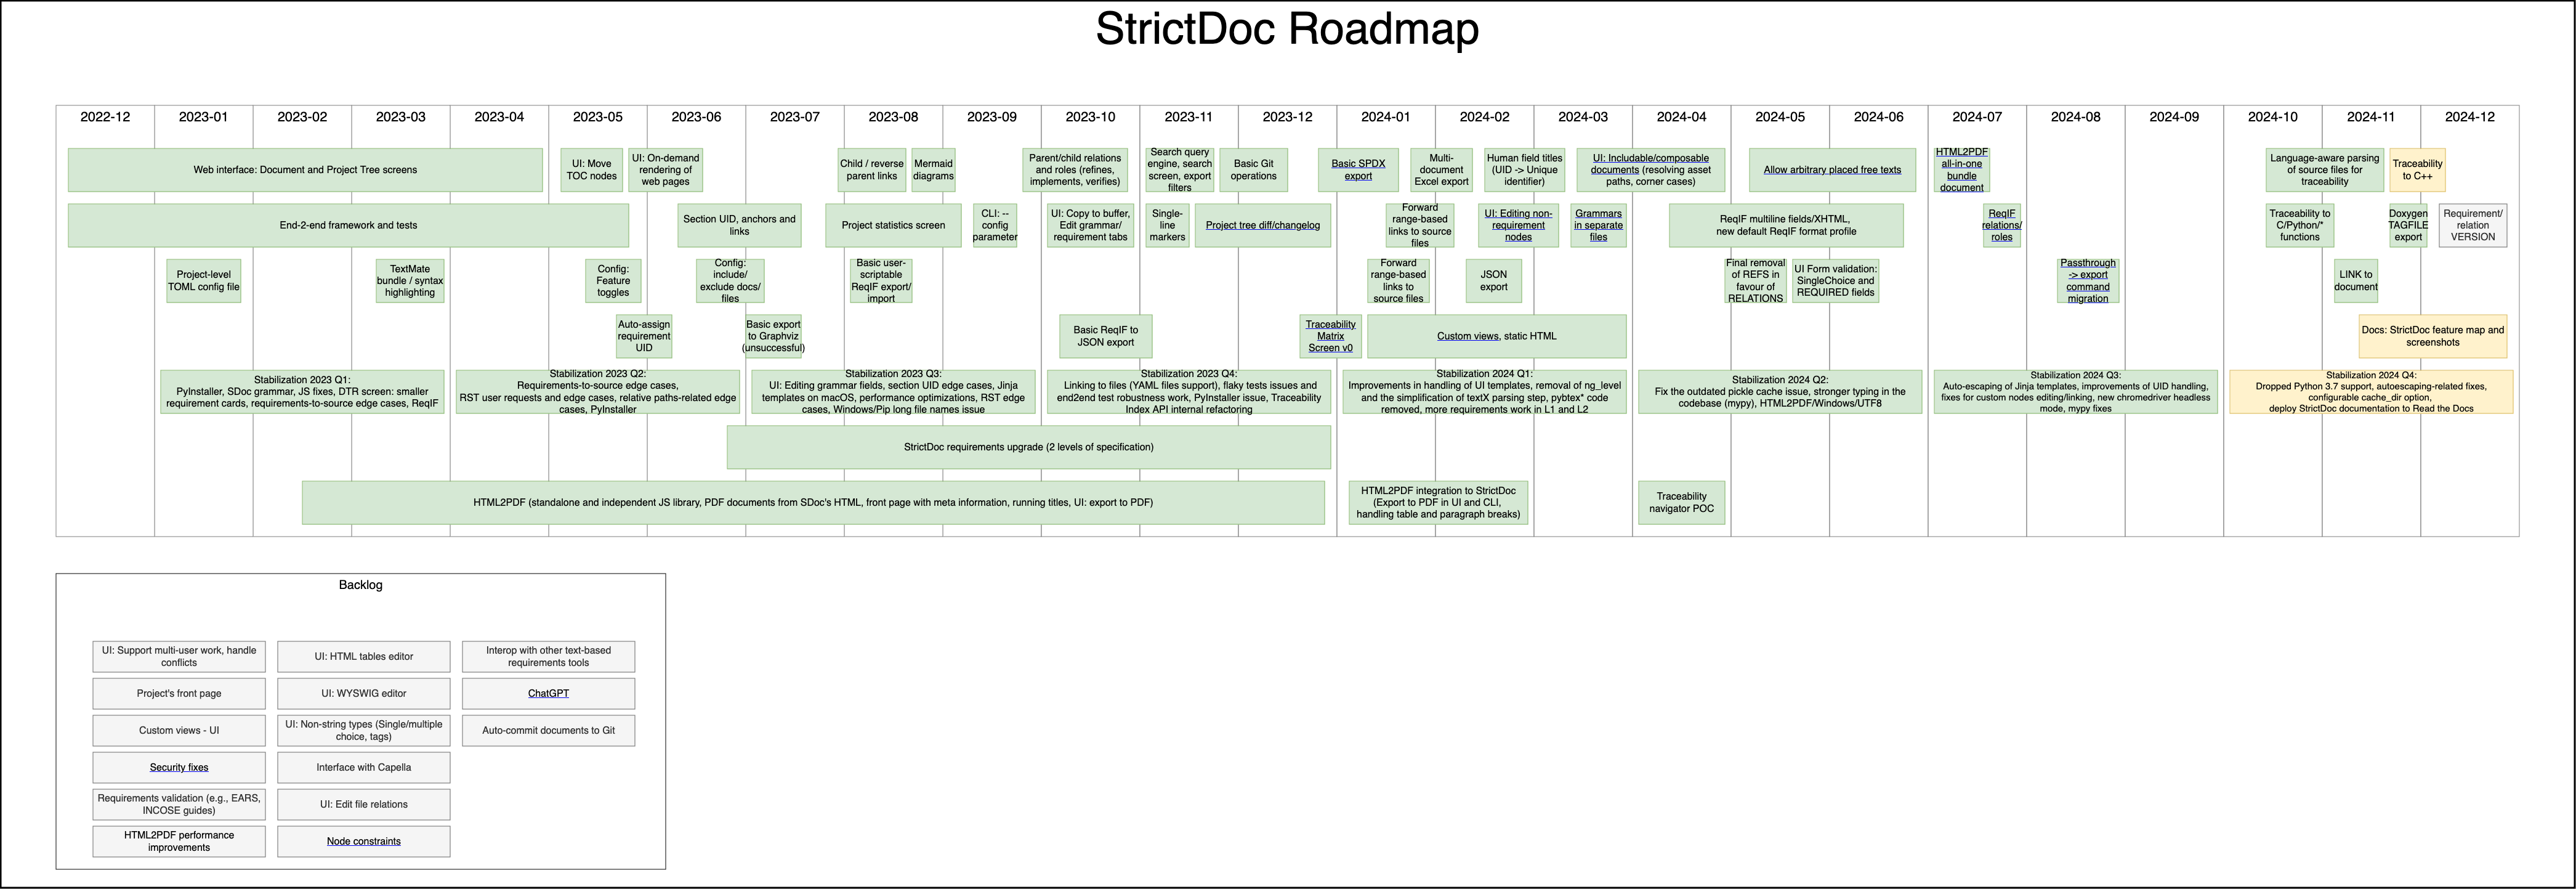 StrictDoc Roadmap
2022-12
2023-01
2023-02
2023-03
2023-04
2023-05
2023-06
2023-07
2023-08
2023-09
2023-10
2023-11
2023-12
2024-01
2024-02
2024-03
2024-04
2024-05
2024-06
2024-07
2024-08
2024-09
2024-10
2024-11
2024-12
Web interface: Document and Project Tree screens
UI: Move
TOC nodes
UI: On-demand
rendering of
web pages
Child / reverse
parent links
Mermaid
diagrams
Parent/child relations
and roles (refines,
implements, verifies)
Search query
engine, search
screen, export
filters
Basic Git
operations
Basic SPDX
export
Multi-
document
Excel export
Human field titles
(UID -> Unique
identifier)
UI: Includable/composable
documents (resolving asset
paths, corner cases)
Allow arbitrary placed free texts
HTML2PDF
all-in-one
bundle
document
Language-aware parsing
of source files for
traceability
Traceability
to C++
End-2-end framework and tests
Section UID, anchors and
links
Project statistics screen
CLI: --
config
parameter
UI: Copy to buffer,
Edit grammar/
requirement tabs
Single-
line
markers
Project tree diff/changelog
Forward
range-based
links to source
files
UI: Editing non-
requirement
nodes
Grammars
in separate
files
ReqIF multiline fields/XHTML,
new default ReqIF format profile
ReqIF
relations/
roles
Traceability to
C/Python/*
functions
Doxygen
TAGFILE
export
Requirement/
relation
VERSION
Project-level
TOML config file
TextMate
bundle / syntax
highlighting
Config:
Feature
toggles
Config:
include/
exclude docs/
files
Basic user-
scriptable
ReqIF export/
import
Forward
range-based
links to
source files
JSON
export
Final removal
of REFS in
favour of
RELATIONS
UI Form validation:
SingleChoice and
REQUIRED fields
Passthrough
-> export
command
migration
LINK to
document
Auto-assign
requirement
UID
Basic export
to Graphviz
(unsuccessful)
Basic ReqIF to
JSON export
Traceability
Matrix
Screen v0
Custom views, static HTML
Docs: StrictDoc feature map and
screenshots
Stabilization 2023 Q1:
PyInstaller, SDoc grammar, JS fixes, DTR screen: smaller
requirement cards, requirements-to-source edge cases, ReqIF
Stabilization 2023 Q2:
Requirements-to-source edge cases,
RST user requests and edge cases, relative paths-related edge
cases, PyInstaller
Stabilization 2023 Q3:
UI: Editing grammar fields, section UID edge cases, Jinja
templates on macOS, performance optimizations, RST edge
cases, Windows/Pip long file names issue
Stabilization 2023 Q4:
Linking to files (YAML files support), flaky tests issues and
end2end test robustness work, PyInstaller issue, Traceability
Index API internal refactoring
Stabilization 2024 Q1:
Improvements in handling of UI templates, removal of ng_level
and the simplification of textX parsing step, pybtex* code
removed, more requirements work in L1 and L2
Stabilization 2024 Q2:
Fix the outdated pickle cache issue, stronger typing in the
codebase (mypy), HTML2PDF/Windows/UTF8
Stabilization 2024 Q3:
Auto-escaping of Jinja templates, improvements of UID handling,
fixes for custom nodes editing/linking, new chromedriver headless
mode, mypy fixes
Stabilization 2024 Q4:
Dropped Python 3.7 support, autoescaping-related fixes,
configurable cache_dir option,
deploy StrictDoc documentation to Read the Docs
StrictDoc requirements upgrade (2 levels of specification)
HTML2PDF (standalone and independent JS library, PDF documents from SDoc's HTML, front page with meta information, running titles, UI: export to PDF)
HTML2PDF integration to StrictDoc
(Export to PDF in UI and CLI,
handling table and paragraph breaks)
Traceability
navigator POC
Backlog
UI: Support multi-user work, handle
conflicts
UI: HTML tables editor
Interop with other text-based
requirements tools
Project's front page
UI: WYSWIG editor
ChatGPT
Custom views - UI
UI: Non-string types (Single/multiple
choice, tags)
Auto-commit documents to Git
Security fixes
Interface with Capella
Requirements validation (e.g., EARS,
INCOSE guides)
UI: Edit file relations
HTML2PDF performance
improvements
Node constraints